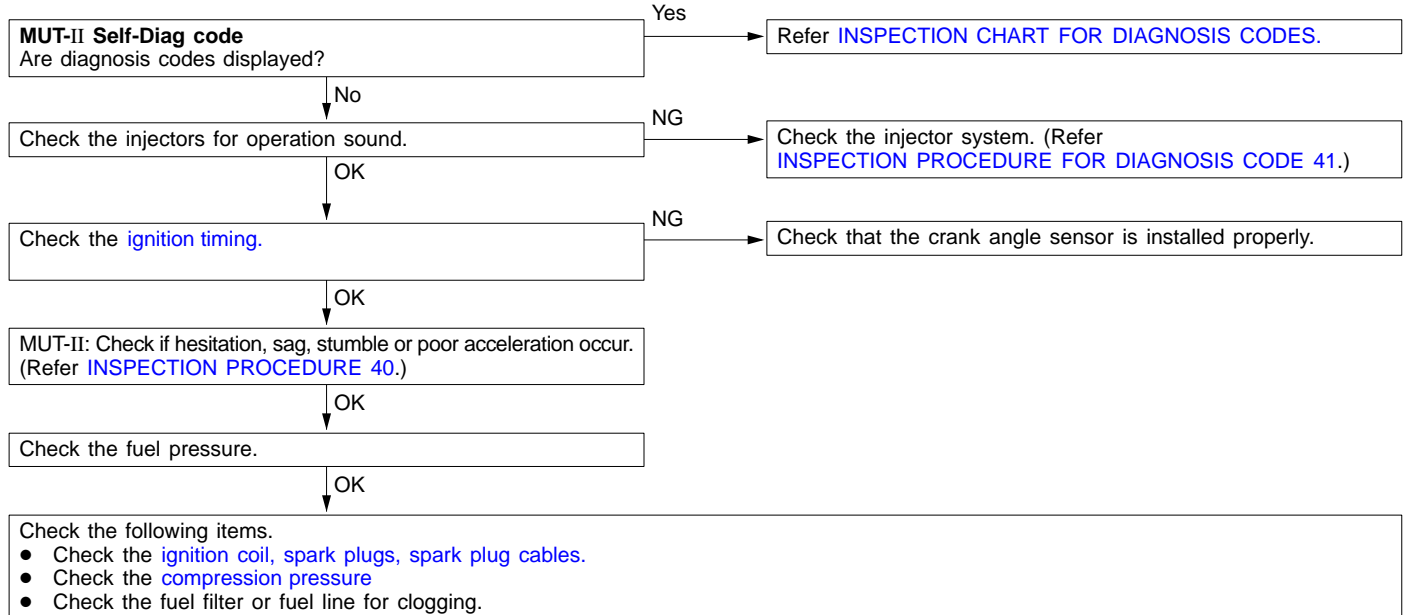 MUT-II Self-Diag code
Are diagnosis codes displayed?
Yes
Refer INSPECTION CHART FOR DIAGNOSIS CODES.
No
Check the injectors for operation sound.
NG
Check the injector system. (Refer
INSPECTION PROCEDURE FOR DIAGNOSIS CODE 41.)
OK
Check the ignition timing.
NG
Check that the crank angle sensor is installed properly.
OK
MUT-II: Check if hesitation, sag, stumble or poor acceleration occur.
(Refer INSPECTION PROCEDURE 40.)
OK
Check the fuel pressure.
OK
Check the following items.
● Check the ignition coil, spark plugs, spark plug cables.
● Check the compression pressure
● Check the fuel filter or fuel line for clogging.